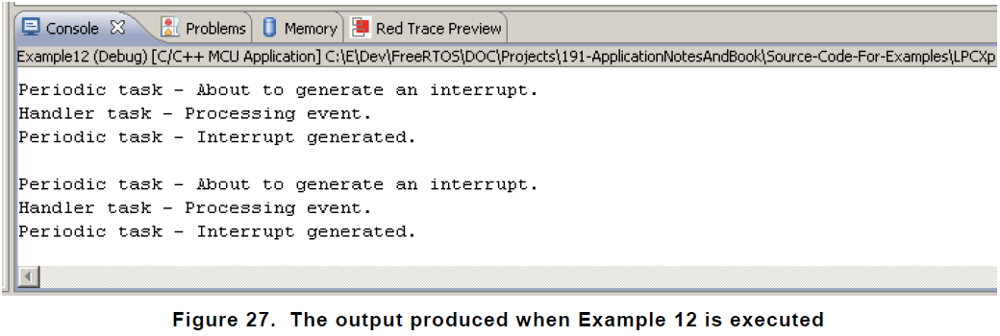 Console Problems Memory Red Trace Preview
Example12 (Debug) [C/C++ MCU Application] C:\E\Dev\FreeRTOS\DOC\Projects\191-ApplicationNotesAndBook\Source-Code-For-Examples\LPCXp
Periodic task - About to generate an interrupt.
Handler task - Processing event.
Periodic task - Interrupt generated.
Periodic task - About to generate an interrupt.
Handler task - Processing event.
Periodic task - Interrupt generated.
Figure 27. The output produced when Example 12 is executed